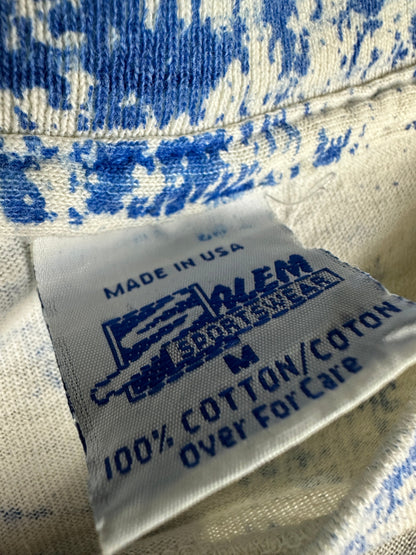 MADE IN USA
SALEM
SPORTSWEAR
M
100% COTTON/COTON
Over For Care